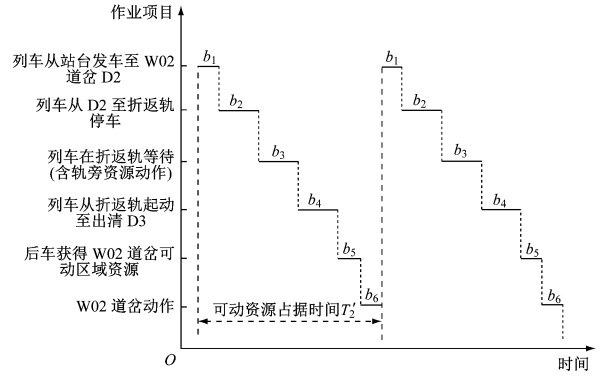 作业项目
列车从站台发车至 W02
道岔 D2
列车从 D2 至折返轨
停车
列车在折返轨等待
(含轨旁资源动作)
列车从折返轨起动
至出清 D3
后车获得 W02 道岔可
动区域资源
W02 道岔动作
b1
b2
b3
b4
b5
b6
b1
b2
b3
b4
b5
b6
可动资源占据时间T2′
O
时间